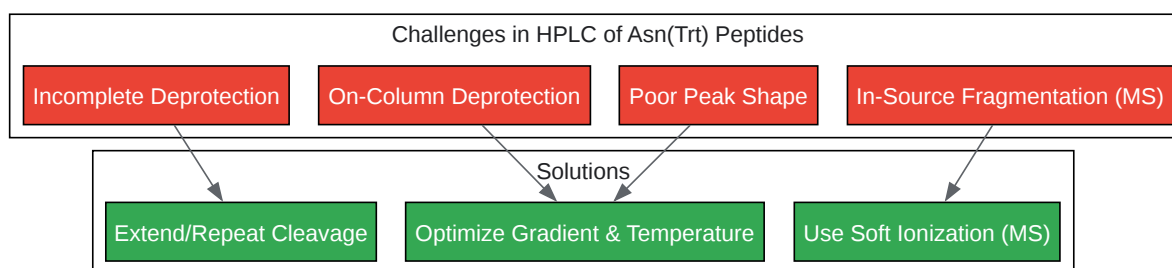 Challenges in HPLC of Asn(Trt) Peptides
Incomplete Deprotection
On-Column Deprotection
Poor Peak Shape
In-Source Fragmentation (MS)
Solutions
Extend/Repeat Cleavage
Optimize Gradient & Temperature
Use Soft Ionization (MS)